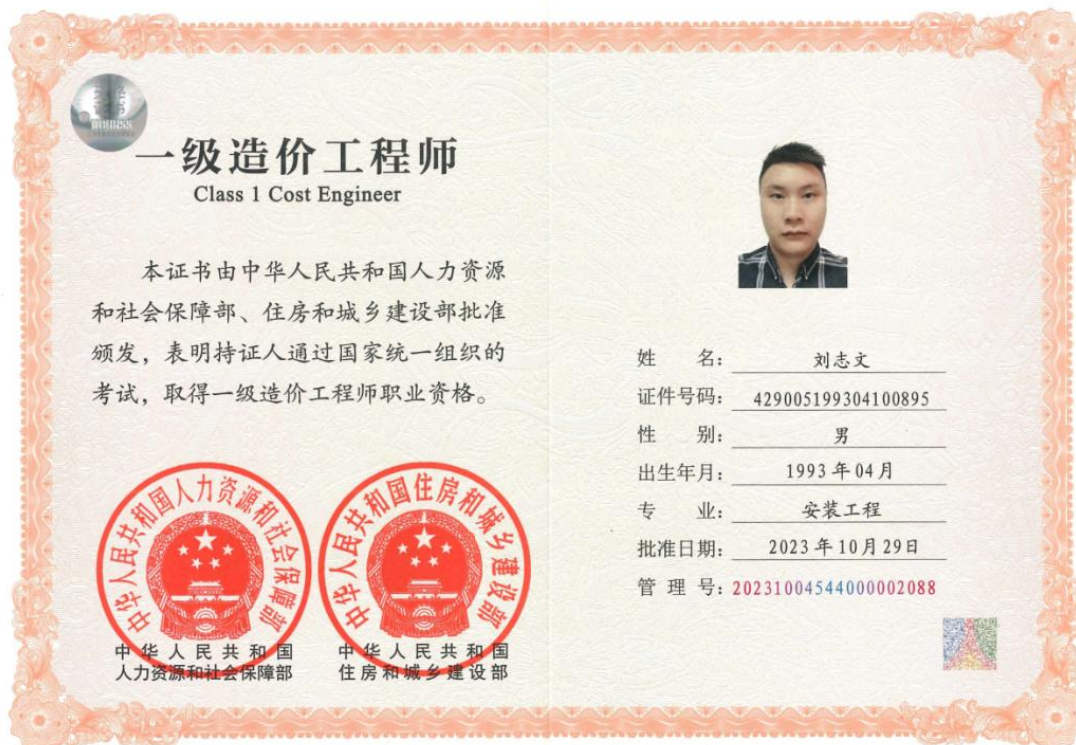 一级造价工程师
Class 1 Cost Engineer
本证书由中华人民共和国人力资源
和社会保障部、住房和城乡建设部批准
颁发，表明持证人通过国家统一组织的
考试，取得一级造价工程师职业资格。
中华人民共和国人力资源和社会保障部
中华人民共和国住房和城乡建设部
中华人民共和国
人力资源和社会保障部
中华人民共和国
住房和城乡建设部
姓 名： 刘志文
证件号码： 429005199304100895
性 别： 男
出生年月： 1993年04月
专 业： 安装工程
批准日期： 2023年10月29日
管 理 号： 20231004544000002088